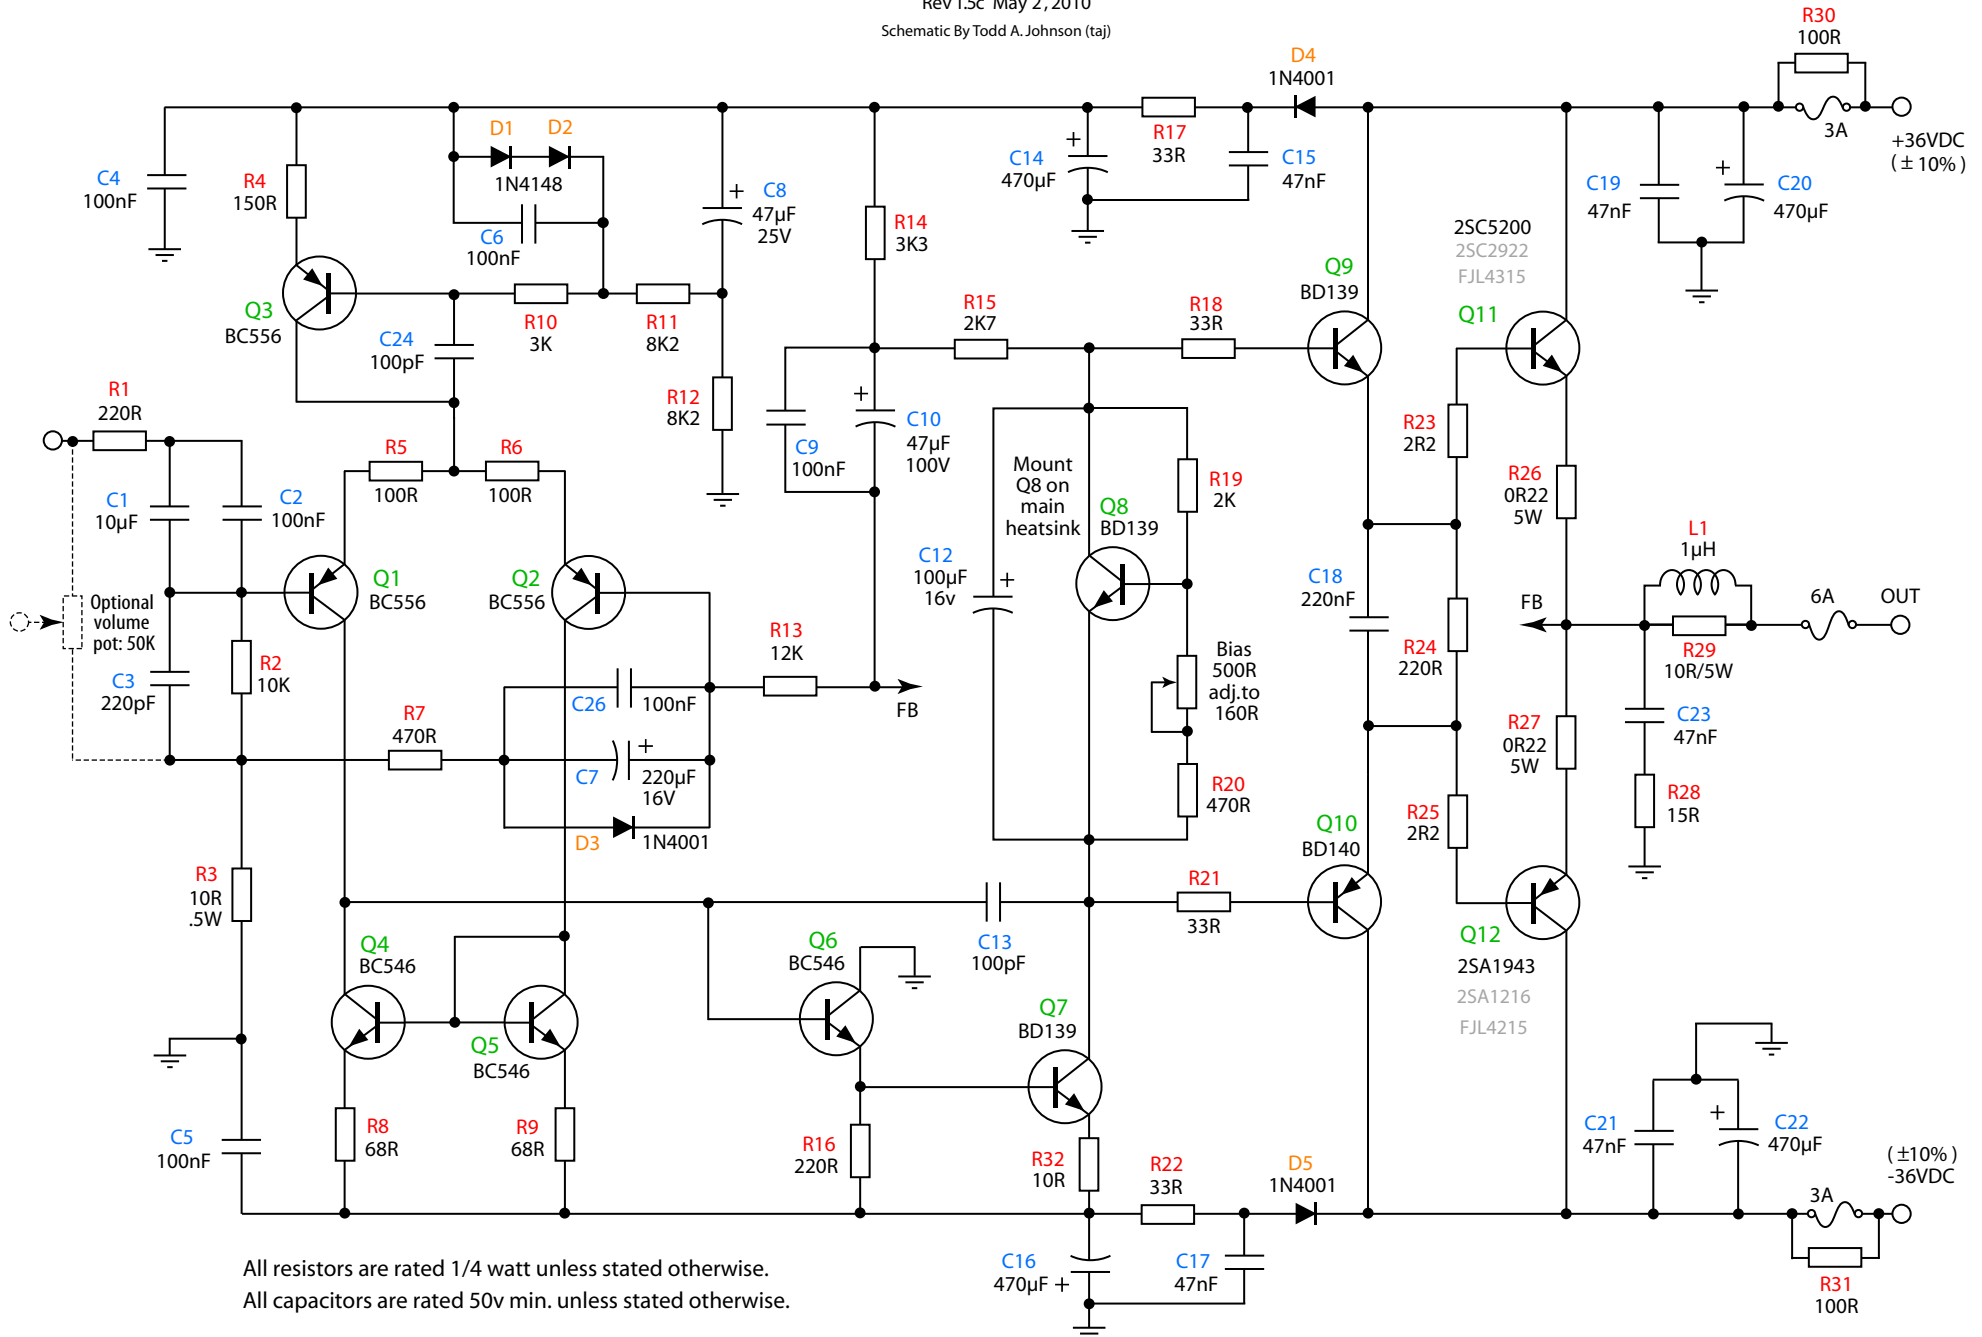 Rev 1.5c May 2, 2010
Schematic By Todd A. Johnson (taj)
R30
100R
3A
+36VDC
(±10%)
D4
1N4001
R17
33R
C14
470µF
+
C15
47nF
C19
47nF
C20
470µF
+
C4
100nF
R4
150R
D1
D2
1N4148
C6
100nF
C8
47µF
25V
+
R14
3K3
2SC5200
2SC2922
FJL4315
Q11
Q9
BD139
Q3
BC556
C24
100pF
R10
3K
R11
8K2
R12
8K2
R15
2K7
R18
33R
R1
220R
C1
10µF
C2
100nF
R5
100R
R6
100R
C9
100nF
C10
47µF
100V
+
Mount
Q8 on
main
heatsink
R19
2K
Q8
BD139
R23
2R2
R26
0R22
5W
L1
1µH
6A
OUT
FB
R29
10R/5W
Optional
volume
pot: 50K
Q1
BC556
Q2
BC556
C12
100µF
16v
+
C18
220nF
R24
220R
C3
220pF
R2
10K
R13
12K
FB
C26
100nF
Bias
500R
adj.to
160R
R7
470R
C7
220µF
16V
+
D3
1N4001
R20
470R
R27
0R22
5W
C23
47nF
R28
15R
R25
2R2
R3
10R
.5W
Q10
BD140
R21
33R
Q12
2SA1943
2SA1216
FJL4215
Q4
BC546
Q5
BC546
Q6
BC546
C13
100pF
Q7
BD139
C5
100nF
R8
68R
R9
68R
R16
220R
R32
10R
R22
33R
D5
1N4001
C21
47nF
C22
470µF
+
(±10%)
-36VDC
3A
R31
100R
C16
470µF +
C17
47nF
All resistors are rated 1/4 watt unless stated otherwise.
All capacitors are rated 50v min. unless stated otherwise.